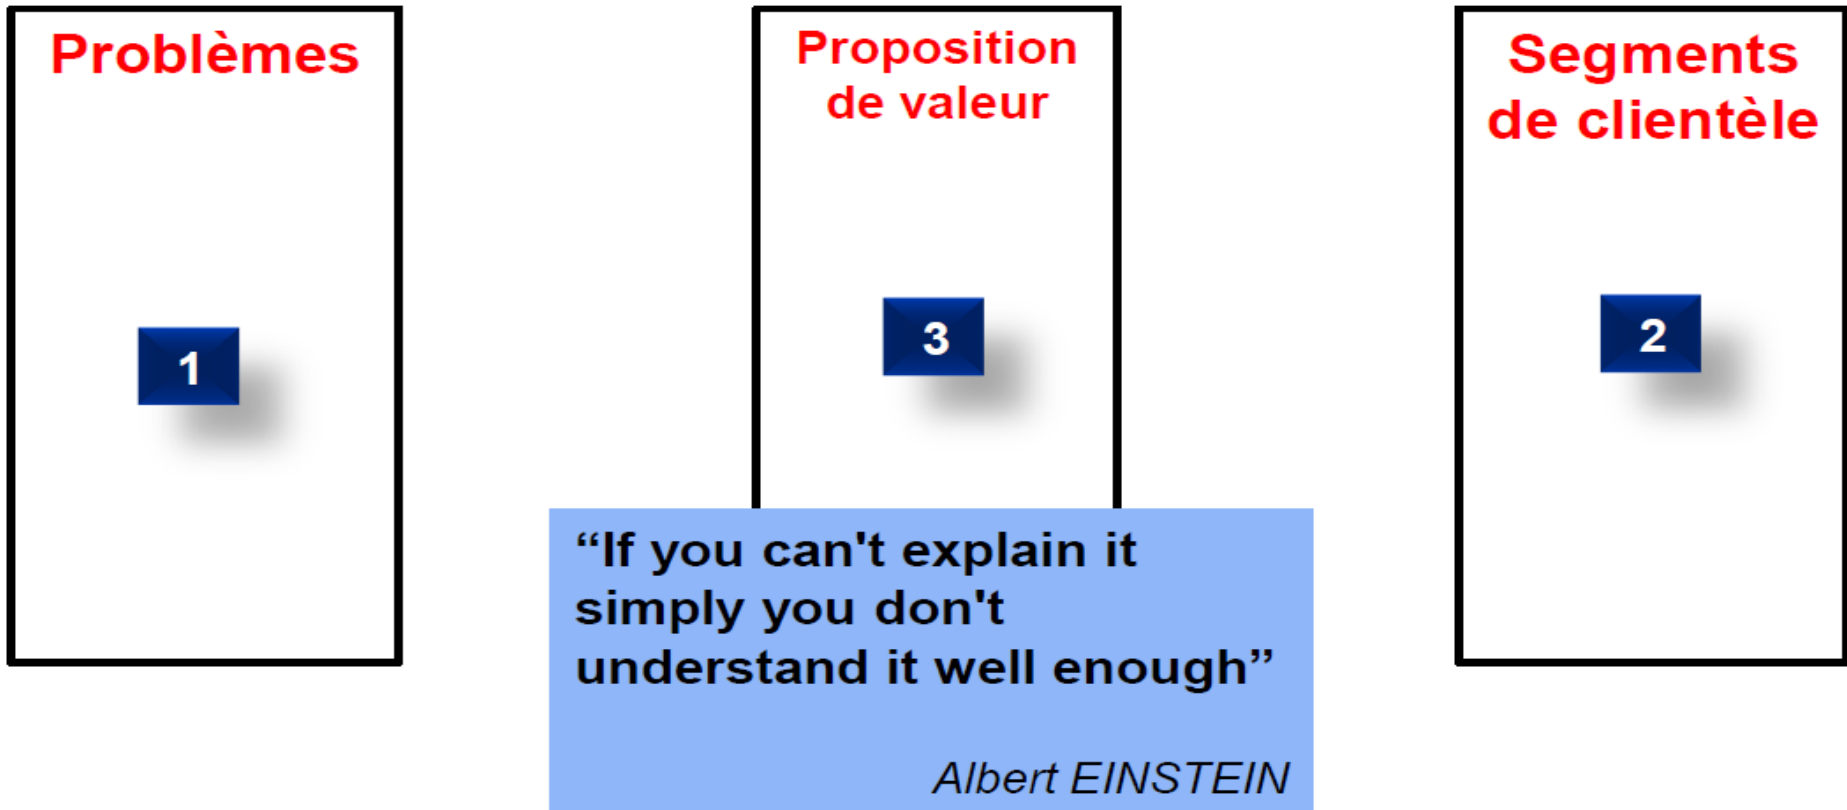 Problèmes
1
Proposition
de valeur
3
Segments
de clientèle
2
“If you can't explain it
simply you don't
understand it well enough”
Albert EINSTEIN